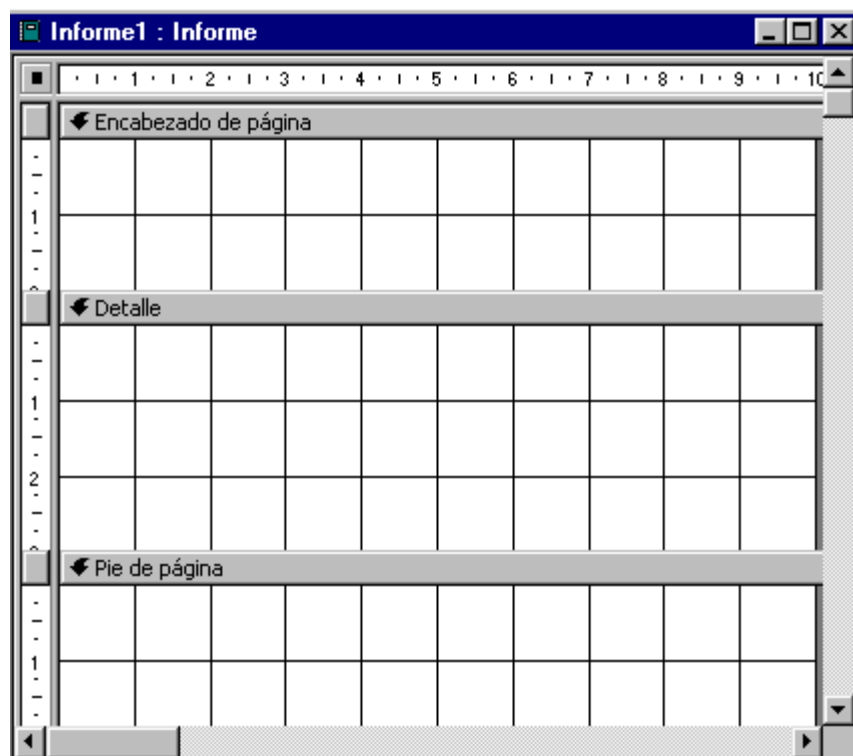 Informe1 : Informe
1 2 3 4 5 6 7 8 9 10
Encabezado de página
1
Detalle
1
2
Pie de página
1